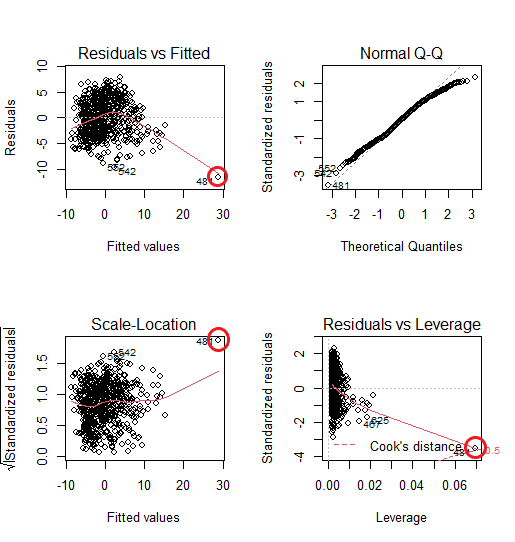 Residuals vs Fitted
Residuals
10
5
0
-5
-10
552
542
481
-10 0 10 20 30
Fitted values
Normal Q-Q
Standardized residuals
2
1
-1
-3
552
542
481
-3 -2 -1 0 1 2 3
Theoretical Quantiles
Scale-Location
√|Standardized residuals|
1.5
1.0
0.5
0.0
542
552
481
-10 0 10 20 30
Fitted values
Residuals vs Leverage
Standardized residuals
2
0
-2
-4
625
467
Cook's distance
481
0.5
0.00 0.02 0.04 0.06
Leverage